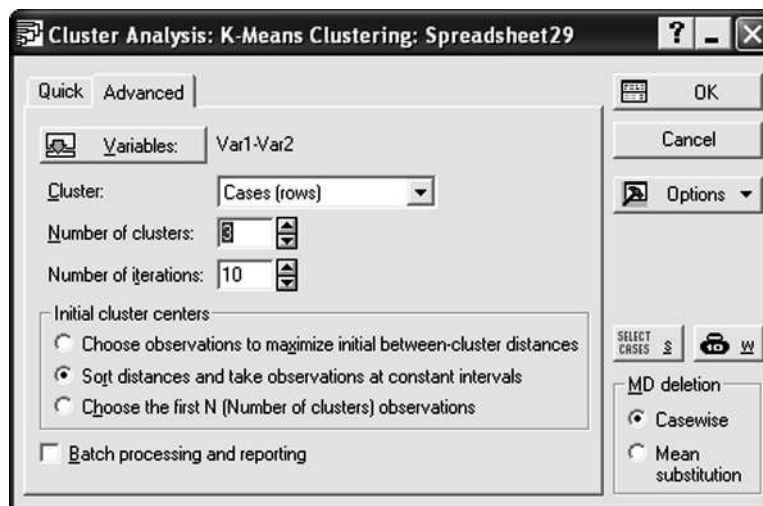 Cluster Analysis: K-Means Clustering: Spreadsheet29
Quick Advanced
Variables: Var1-Var2
Cluster: Cases (rows)
Number of clusters: 3
Number of iterations: 10
Initial cluster centers
Choose observations to maximize initial between-cluster distances
Sort distances and take observations at constant intervals
Choose the first N (Number of clusters) observations
Batch processing and reporting
OK
Cancel
Options
SELECT
CASES S W
MD deletion
Casewise
Mean
substitution